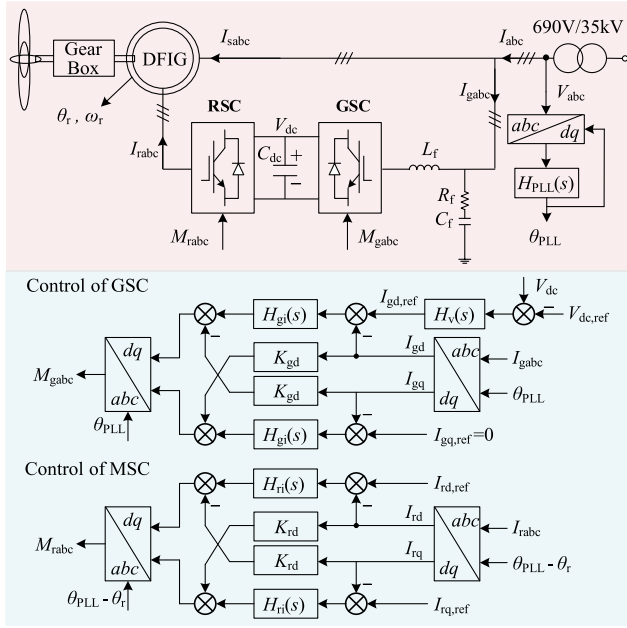 690V/35kV
Gear
Box
DFIG
I_sabc
I_abc
V_abc
I_gabc
θ_r , ω_r
RSC
GSC
V_dc
I_rabc
C_dc
+
−
L_f
abc
dq
R_f
C_f
H_PLL(s)
M_rabc
M_gabc
θ_PLL
Control of GSC
V_dc
I_gd,ref
H_gi(s)
H_v(s)
−
V_dc,ref
−
−
dq
abc
K_gd
I_gd
abc
dq
I_gabc
M_gabc
K_gd
I_gq
θ_PLL
θ_PLL
−
H_gi(s)
I_gq,ref=0
Control of MSC
H_ri(s)
I_rd,ref
−
−
dq
abc
K_rd
I_rd
abc
dq
I_rabc
M_rabc
K_rd
I_rq
θ_PLL - θ_r
θ_PLL - θ_r
−
H_ri(s)
I_rq,ref